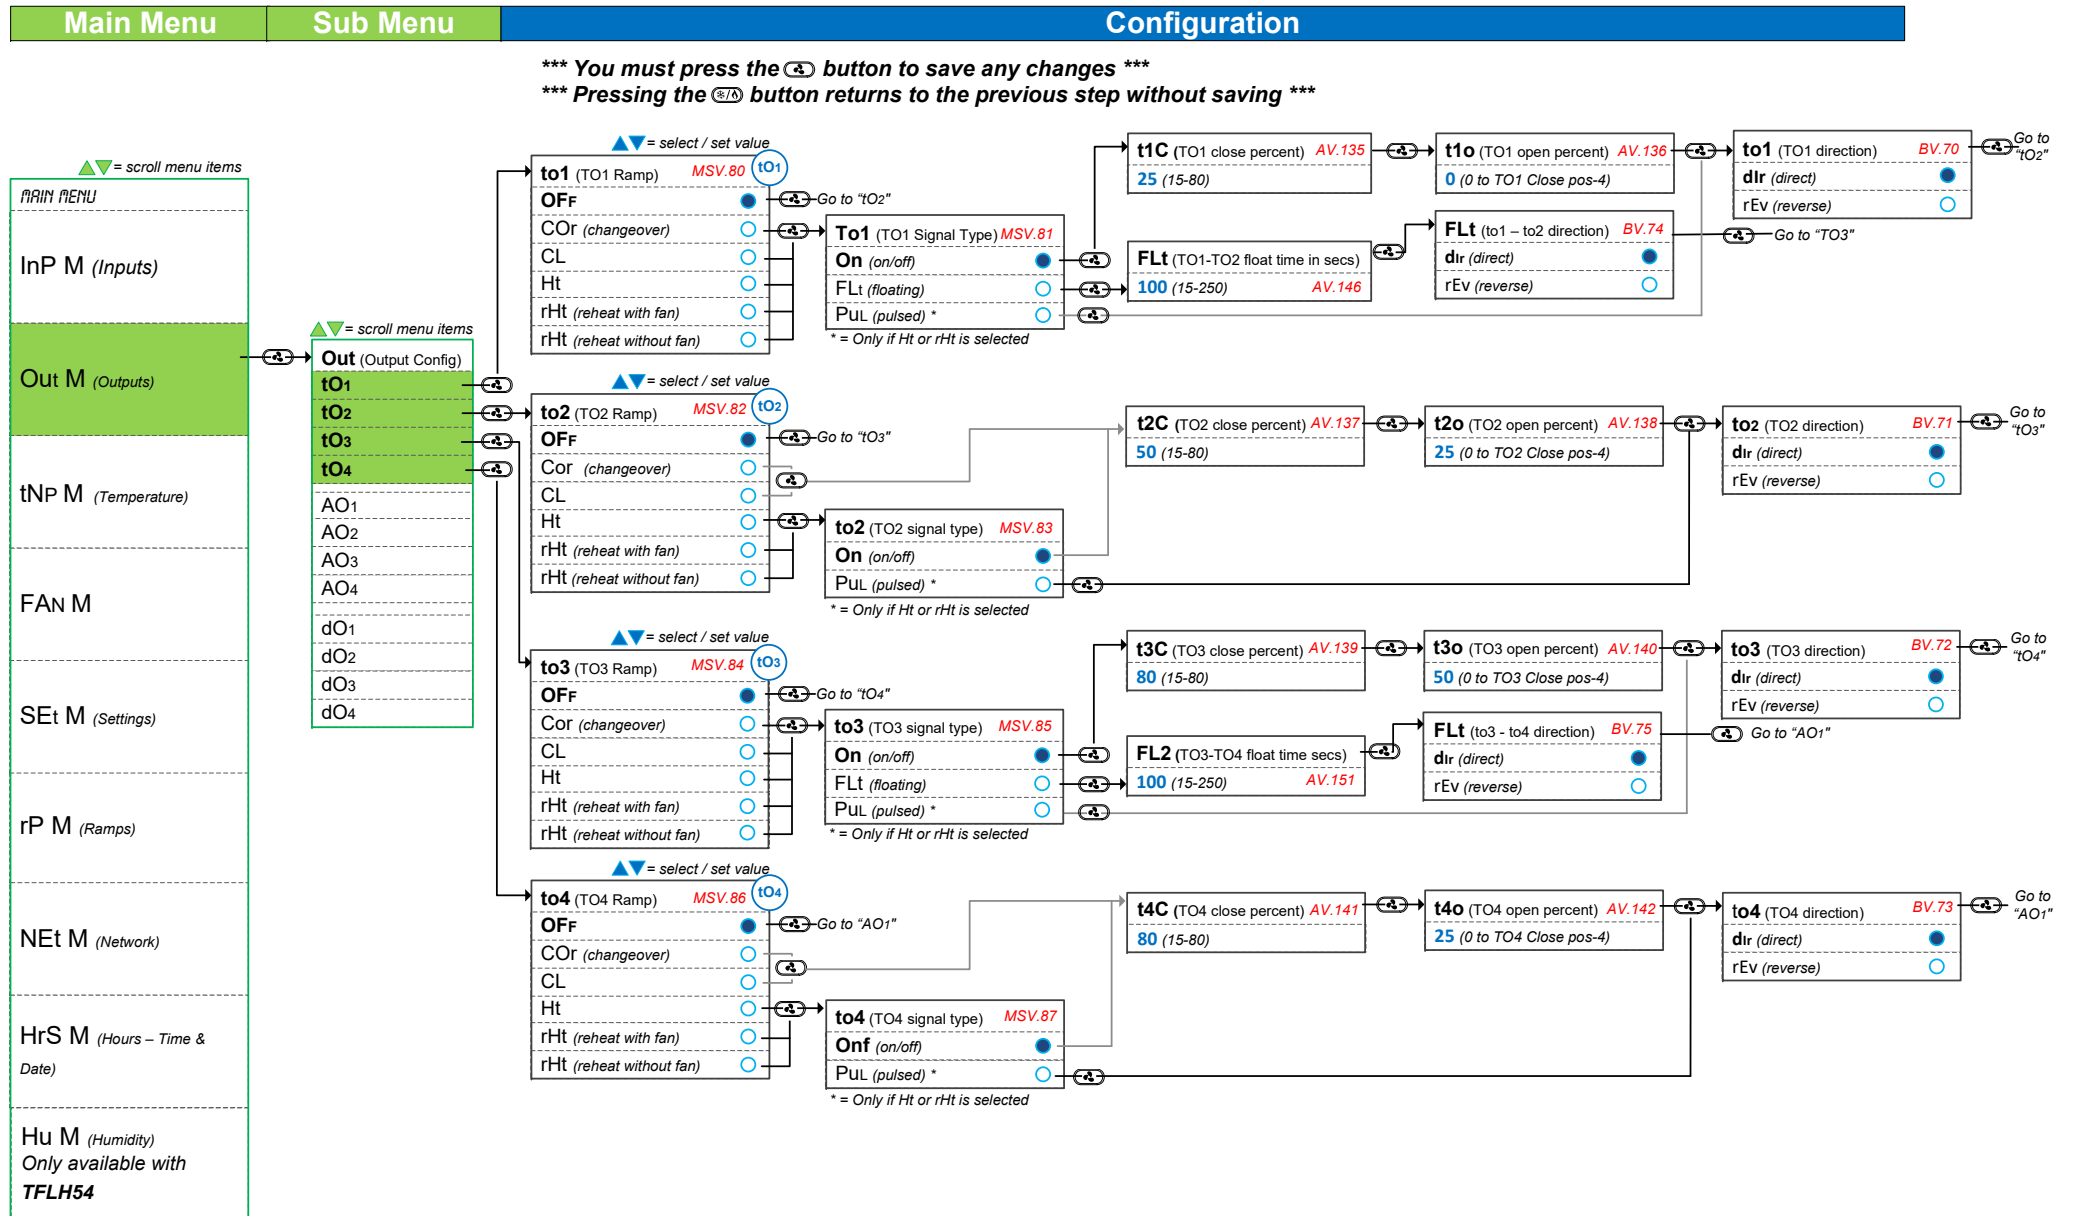 Main Menu
Sub Menu
Configuration
*** You must press the button to save any changes ***
*** Pressing the button returns to the previous step without saving ***
= scroll menu items
MAIN MENU
InP M (Inputs)
Out M (Outputs)
tNP M (Temperature)
FAN M
SEt M (Settings)
rP M (Ramps)
NEt M (Network)
HrS M (Hours – Time &
Date)
Hu M (Humidity)
Only available with
TFLH54
= scroll menu items
Out (Output Config)
tO1
tO2
tO3
tO4
AO1
AO2
AO3
AO4
dO1
dO2
dO3
dO4
= select / set value
to1 (TO1 Ramp) MSV.80 tO1
OFF
Go to "tO2"
COr (changeover)
CL
Ht
rHt (reheat with fan)
rHt (reheat without fan)
To1 (TO1 Signal Type) MSV.81
On (on/off)
FLt (floating)
PuL (pulsed) *
* = Only if Ht or rHt is selected
t1C (TO1 close percent) AV.135
25 (15-80)
t1o (TO1 open percent) AV.136
0 (0 to TO1 Close pos-4)
to1 (TO1 direction) BV.70
dIr (direct)
rEv (reverse)
Go to
"tO2"
FLt (TO1-TO2 float time in secs)
100 (15-250) AV.146
FLt (to1 – to2 direction) BV.74
dIr (direct)
rEv (reverse)
Go to "TO3"
= select / set value
to2 (TO2 Ramp) MSV.82 tO2
OFF
Go to "tO3"
Cor (changeover)
CL
Ht
rHt (reheat with fan)
rHt (reheat without fan)
to2 (TO2 signal type) MSV.83
On (on/off)
PuL (pulsed) *
* = Only if Ht or rHt is selected
t2C (TO2 close percent) AV.137
50 (15-80)
t2o (TO2 open percent) AV.138
25 (0 to TO2 Close pos-4)
to2 (TO2 direction) BV.71
dIr (direct)
rEv (reverse)
Go to
"tO3"
= select / set value
to3 (TO3 Ramp) MSV.84 tO3
OFF
Go to "tO4"
Cor (changeover)
CL
Ht
rHt (reheat with fan)
rHt (reheat without fan)
to3 (TO3 signal type) MSV.85
On (on/off)
FLt (floating)
PuL (pulsed) *
* = Only if Ht or rHt is selected
t3C (TO3 close percent) AV.139
80 (15-80)
t3o (TO3 open percent) AV.140
50 (0 to TO3 Close pos-4)
to3 (TO3 direction) BV.72
dIr (direct)
rEv (reverse)
Go to
"tO4"
FL2 (TO3-TO4 float time secs)
100 (15-250) AV.151
FLt (to3 - to4 direction) BV.75
dIr (direct)
rEv (reverse)
Go to "AO1"
= select / set value
to4 (TO4 Ramp) MSV.86 tO4
OFF
Go to "AO1"
COr (changeover)
CL
Ht
rHt (reheat with fan)
rHt (reheat without fan)
to4 (TO4 signal type) MSV.87
Onf (on/off)
PuL (pulsed) *
* = Only if Ht or rHt is selected
t4C (TO4 close percent) AV.141
80 (15-80)
t4o (TO4 open percent) AV.142
25 (0 to TO4 Close pos-4)
to4 (TO4 direction) BV.73
dIr (direct)
rEv (reverse)
Go to
"AO1"